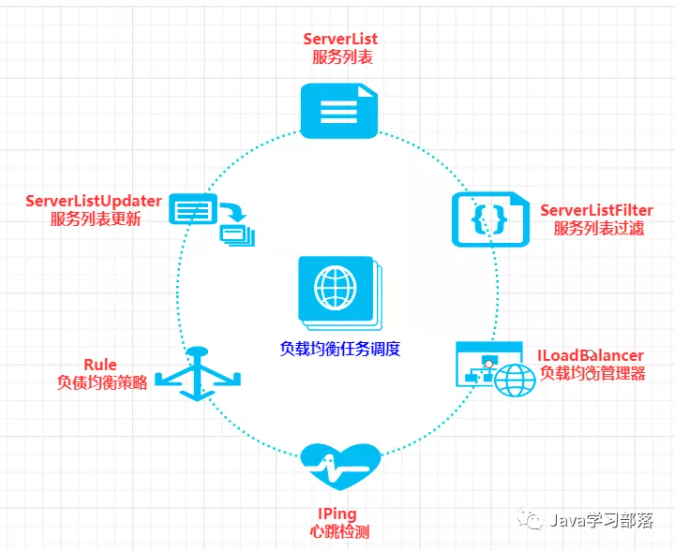 ServerList
服务列表
ServerListUpdater
服务列表更新
ServerListFilter
服务列表过滤
{}
负载均衡任务调度
Rule
负债均衡策略
ILoadBalancer
负载均衡管理器
IPing
心跳检测
Java学习部落